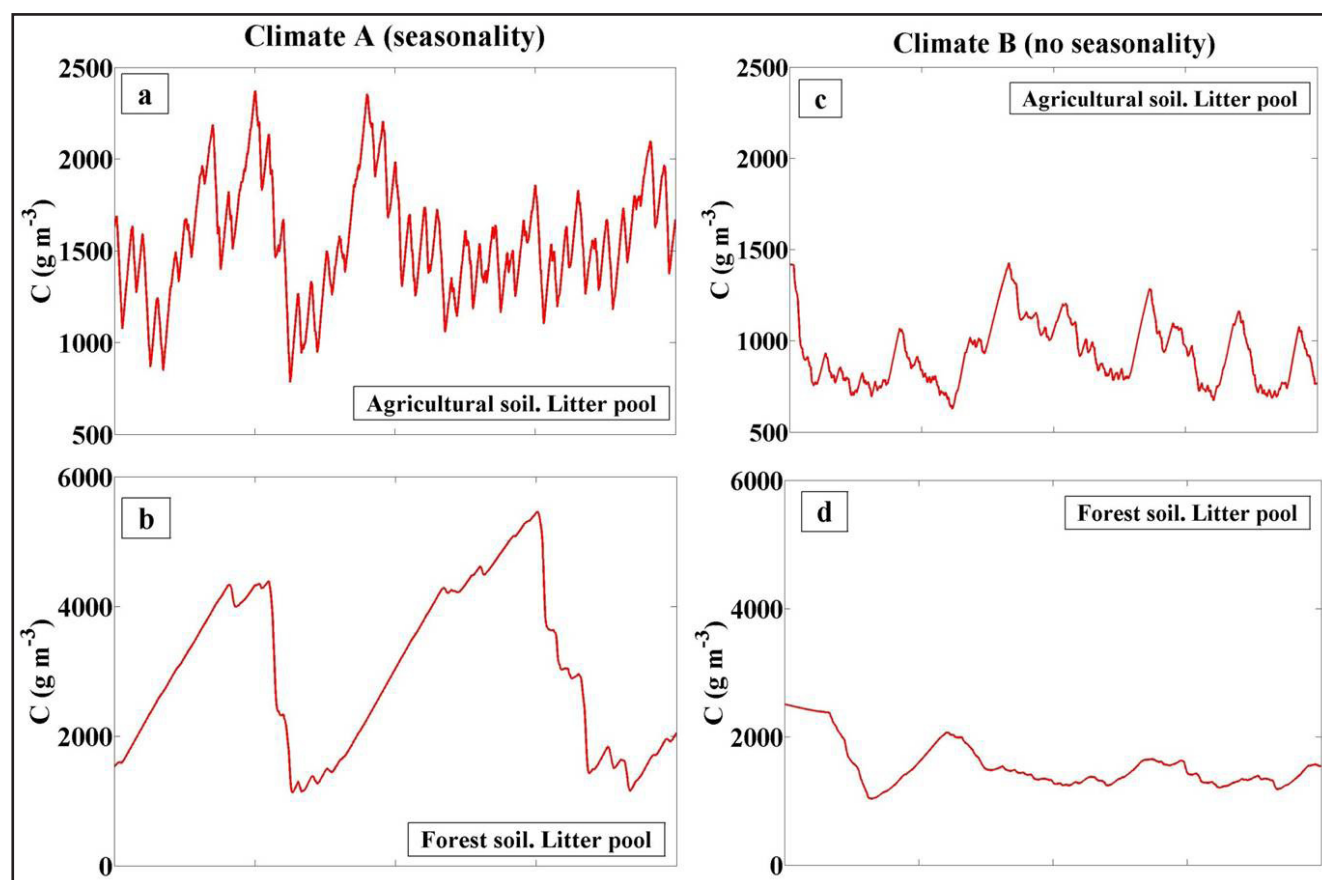 Climate A (seasonality)
Climate B (no seasonality)
a
2500
2000
1500
1000
500
C (g m⁻³)
Agricultural soil. Litter pool
c
2500
2000
1500
1000
500
C (g m⁻³)
Agricultural soil. Litter pool
b
6000
4000
2000
0
C (g m⁻³)
Forest soil. Litter pool
d
6000
4000
2000
0
C (g m⁻³)
Forest soil. Litter pool